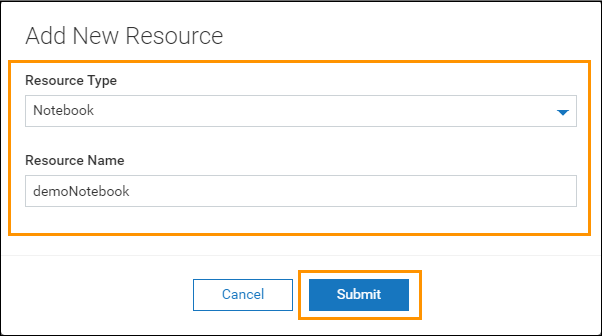 Add New Resource
Resource Type
Notebook
Resource Name
demoNotebook
Cancel Submit